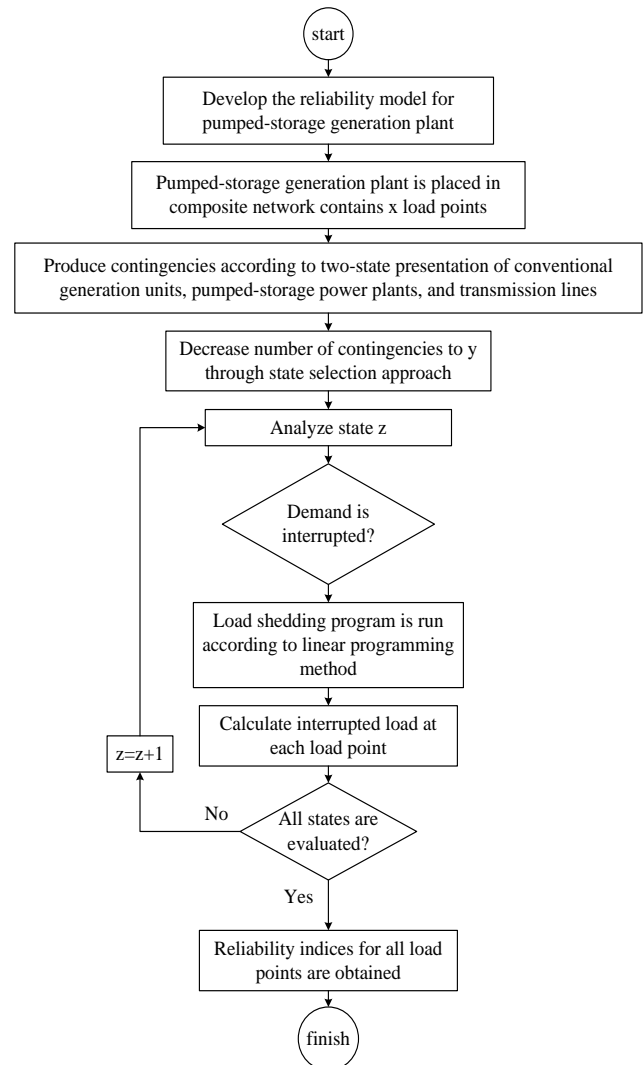 start
Develop the reliability model for
pumped-storage generation plant
Pumped-storage generation plant is placed in
composite network contains x load points
Produce contingencies according to two-state presentation of conventional
generation units, pumped-storage power plants, and transmission lines
Decrease number of contingencies to y
through state selection approach
Analyze state z
Demand is
interrupted?
Load shedding program is run
according to linear programming
method
Calculate interrupted load at
each load point
z=z+1
No
All states are
evaluated?
Yes
Reliability indices for all load
points are obtained
finish